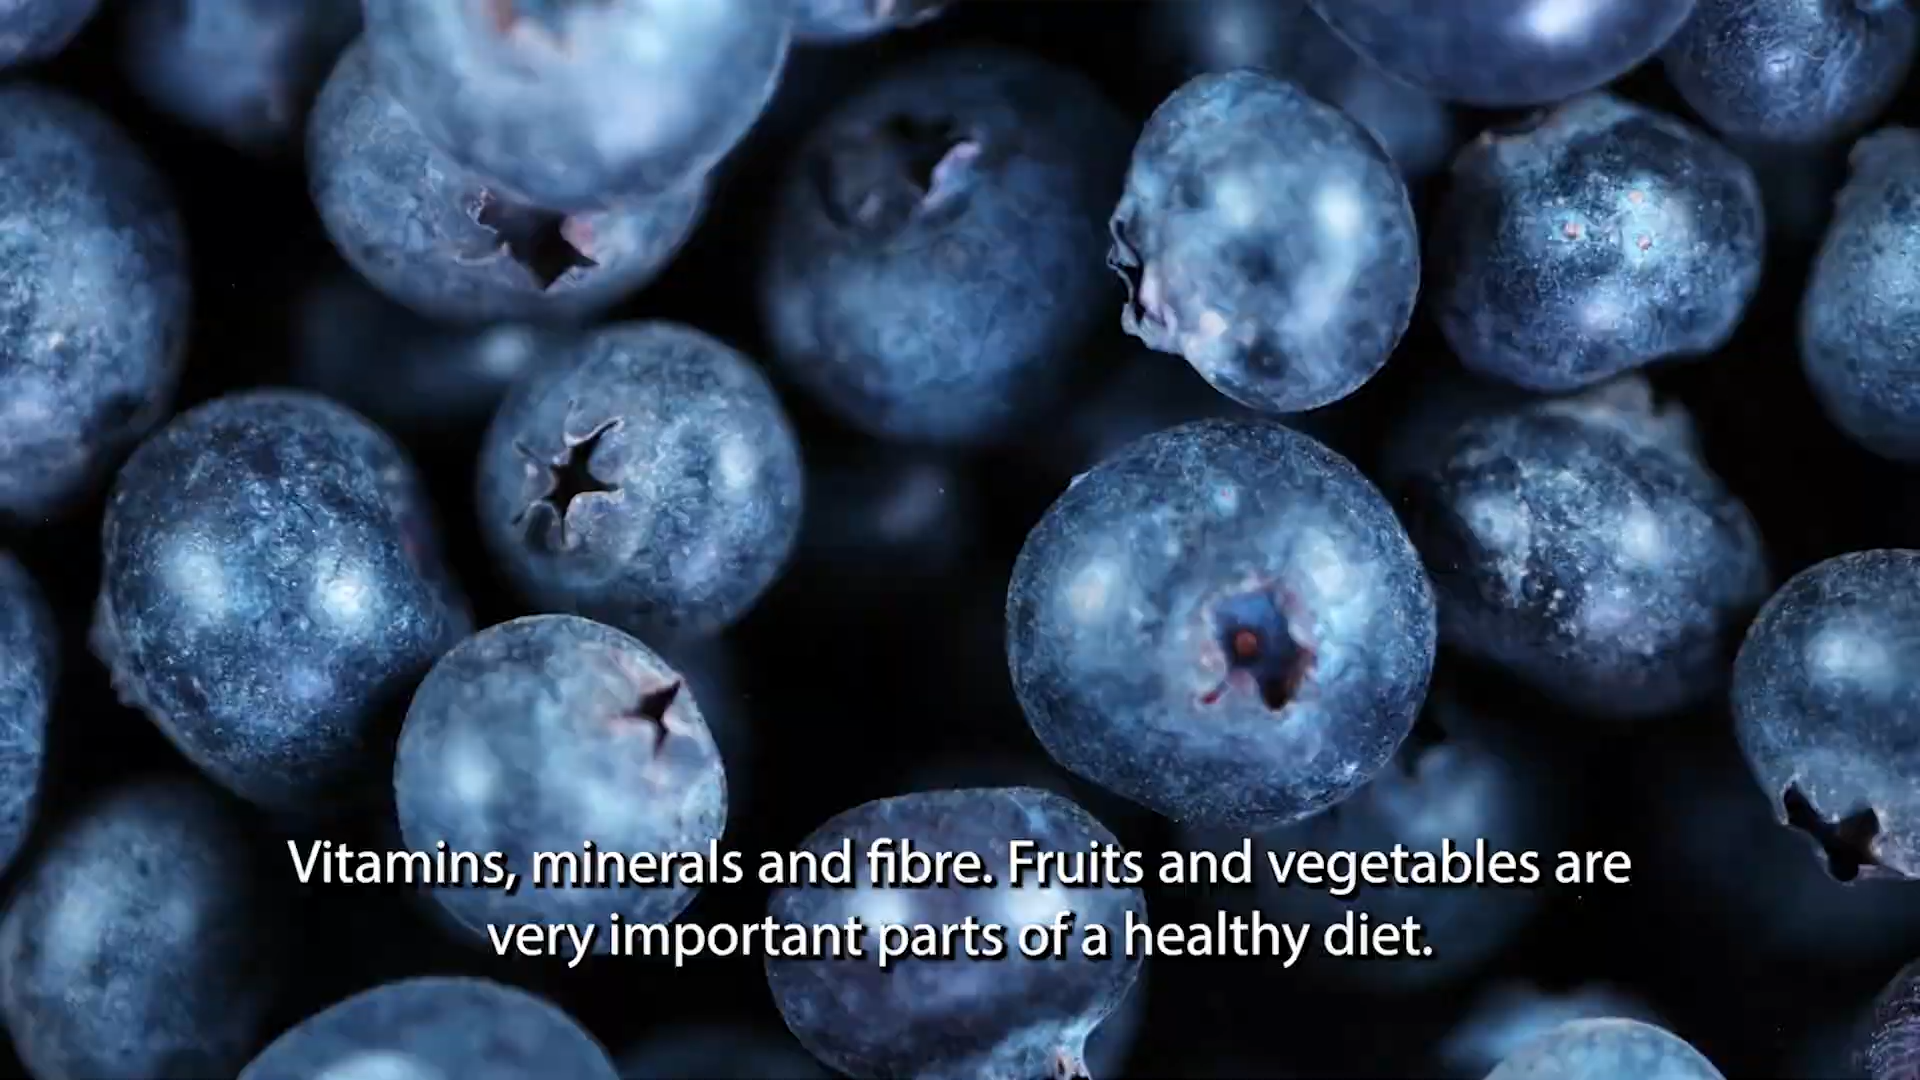 Vitamins, minerals and fibre. Fruits and vegetables are
very important parts of a healthy diet.